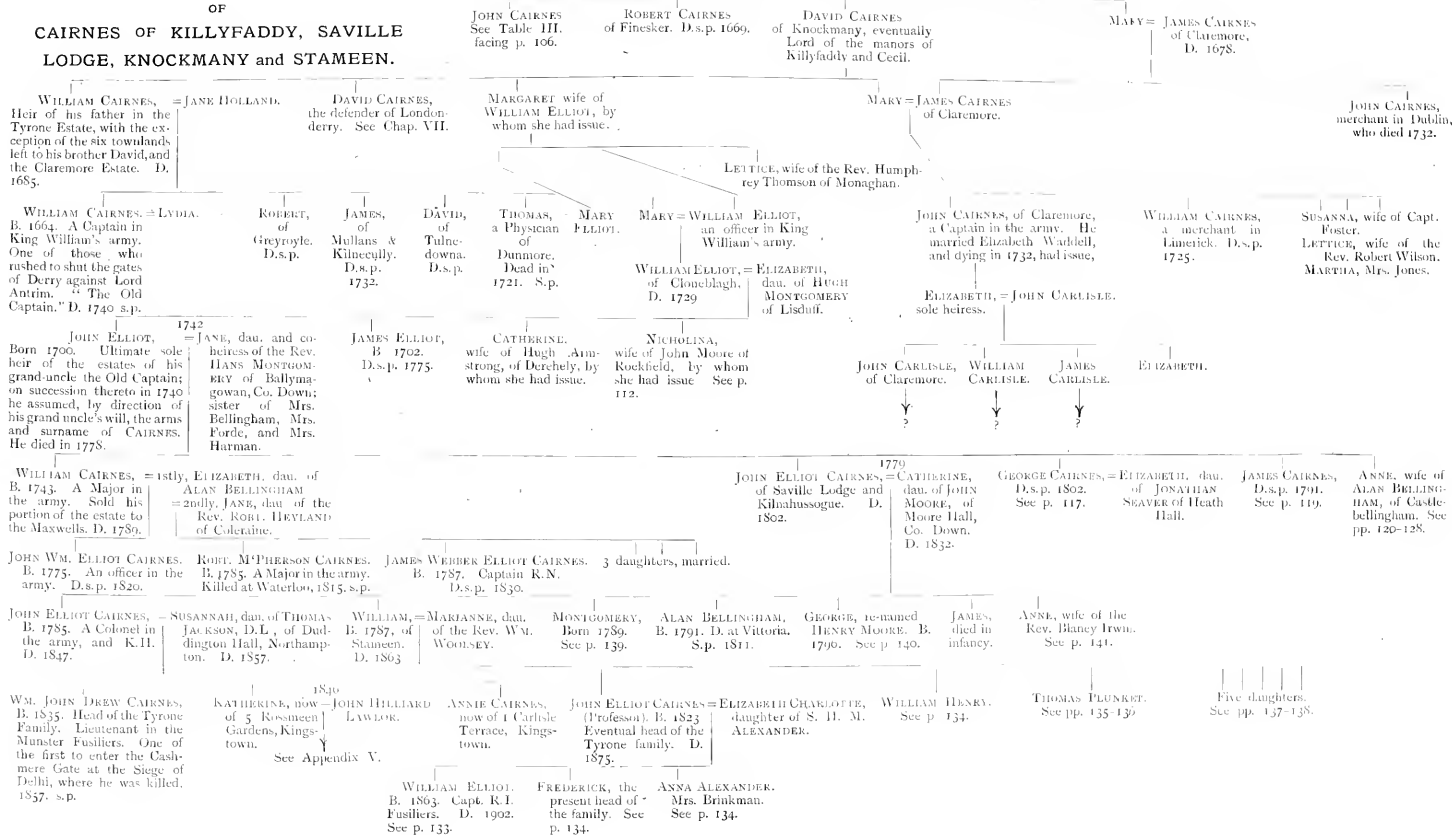 OF
CAIRNES OF KILLYFADDY, SAVILLE
LODGE, KNOCKMANY and STAMEEN.
JOHN CAIRNES
See Table III.
facing p. 106.
ROBERT CAIRNES
of Finesker. D.s.p. 1669.
DAVID CAIRNES
of Knockmany, eventually
Lord of the manors of
Killyfaddy and Cecil.
MARY = JAMES CAIRNES
of Claremore,
D. 1678.
WILLIAM CAIRNES, = JANE HOLLAND.
Heir of his father in the
Tyrone Estate, with the ex-
ception of the six townlands
left to his brother David, and
the Claremore Estate. D.
1685.
DAVID CAIRNES,
the defender of London-
derry. See Chap. VII.
MARGARET wife of
WILLIAM ELLIOT, by
whom she had issue.
MARY = JAMES CAIRNES
of Claremore.
JOHN CAIRNES,
merchant in Dublin,
who died 1732.
LETTICE, wife of the Rev. Humph-
rey Thomson of Monaghan.
WILLIAM CAIRNES. = LYDIA.
B. 1664. A Captain in
King William's army.
One of those who
rushed to shut the gates
of Derry against Lord
Antrim. "The Old
Captain." D. 1740 s.p.
ROBERT,
of
Greyroyle.
D.s.p.
JAMES,
of
Mullans &
Kilnecully.
D.s.p.
1732.
DAVID,
of
Tulne-
downa.
D.s.p.
THOMAS,
a Physician
of
Dunmore.
Dead in
1721. S.p.
MARY
ELLIOT.
MARY = WILLIAM ELLIOT,
an officer in King
William's army.
WILLIAM ELLIOT, = ELIZABETH,
of Cloneblagh.
D. 1729
dau. of HUGH
MONTGOMERY
of Lisduff.
JOHN CAIRNES, of Claremore,
a Captain in the army. He
married Elizabeth Waddell,
and dying in 1732, had issue,
WILLIAM CAIRNES,
a merchant in
Limerick. D.s.p.
1725.
SUSANNA, wife of Capt.
Foster.
LETTICE, wife of the
Rev. Robert Wilson.
MARTHA, Mrs. Jones.
ELIZABETH, = JOHN CARLISLE.
sole heiress.
1742
JOHN ELLIOT,
Born 1700. Ultimate sole
heir of the estates of his
grand-uncle the Old Captain;
on succession thereto in 1740
he assumed, by direction of
his grand uncle's will, the arms
and surname of CAIRNES.
He died in 1778.
= JANE, dau. and co-
heiress of the Rev.
HANS MONTGOM-
ERY of Ballyma-
gowan, Co. Down;
sister of Mrs.
Bellingham, Mrs.
Forde, and Mrs.
Harman.
JAMES ELLIOT,
B 1702.
D.s.p. 1775.
CATHERINE.
wife of Hugh Arm-
strong, of Derehely, by
whom she had issue.
NICHOLINA,
wife of John Moore of
Rockfield, by whom
she had issue See p.
112.
JOHN CARLISLE,
of Claremore.
?
WILLIAM
CARLISLE.
?
JAMES
CARLISLE.
?
ELIZABETH.
WILLIAM CAIRNES, = 1stly, ELIZABETH, dau. of
B. 1743. A Major in
the army. Sold his
portion of the estate to
the Maxwells. D. 1789.
ALAN BELLINGHAM
= 2ndly, JANE, dau of the
Rev. ROBT. HEYLAND
of Coleraine.
1779
JOHN ELLIOT CAIRNES, = CATHERINE,
of Saville Lodge and
Kilnahussogue. D.
1802.
dau. of JOHN
MOORE, of
Moore Hall,
Co. Down.
D. 1832.
GEORGE CAIRNES, = ELIZABETH, dau.
D.s.p. 1802.
See p. 117.
of JONATHAN
SEAVER of Heath
Hall.
JAMES CAIRNES,
D.s.p. 1791.
See p. 119.
ANNE, wife of
ALAN BELLING-
HAM, of Castle-
bellingham. See
pp. 120-128.
JOHN WM. ELLIOT CAIRNES.
B. 1775. An officer in the
army. D.s.p. 1820.
ROBT. M'PHERSON CAIRNES.
B. 1785. A Major in the army.
Killed at Waterloo, 1815. s.p.
JAMES WEBBER ELLIOT CAIRNES.
B. 1787. Captain R.N.
D.s.p. 1830.
3 daughters, married.
JOHN ELLIOT CAIRNES, = SUSANNAH, dau. of THOMAS
B. 1785. A Colonel in
the army, and K.H.
D. 1847.
JACKSON, D.L., of Dud-
dington Hall, Northamp-
ton. D. 1857.
WILLIAM, = MARIANNE, dau.
B. 1787, of
Stameen.
D. 1863
of the Rev. WM.
WOOLSEY.
MONTGOMERY,
Born 1789.
See p. 139.
ALAN BELLINGHAM,
B. 1791. D. at Vittoria.
S.p. 1811.
GEORGE, re-named
HENRY MOORE. B.
1790. See p 140.
JAMES,
died in
infancy.
ANNE, wife of the
Rev. Blaney Irwin.
See p. 141.
WM. JOHN DREW CAIRNES,
B. 1835. Head of the Tyrone
Family. Lieutenant in the
Munster Fusiliers. One of
the first to enter the Cash-
mere Gate at the Siege of
Delhi, where he was killed.
1857. s.p.
1840
KATHERINE, now = JOHN HILLIARD
of 5 Rossmeen
Gardens, Kings-
town.
LAWLOR.
See Appendix V.
ANNIE CAIRNES,
now of 1 Carlisle
Terrace, Kings-
town.
JOHN ELLIOT CAIRNES = ELIZABETH CHARLOTTE,
(Professor). B. 1823
Eventual head of the
Tyrone family. D.
1875.
daughter of S. H. M.
ALEXANDER.
WILLIAM HENRY.
See p 134.
THOMAS PLUNKET.
See pp. 135-136
Five daughters.
See pp. 137-138.
WILLIAM ELLIOT.
B. 1863. Capt. R.I.
Fusiliers. D. 1902.
See p. 133.
FREDERICK, the
present head of
the family. See
p. 134.
ANNA ALEXANDER.
Mrs. Brinkman.
See p. 134.